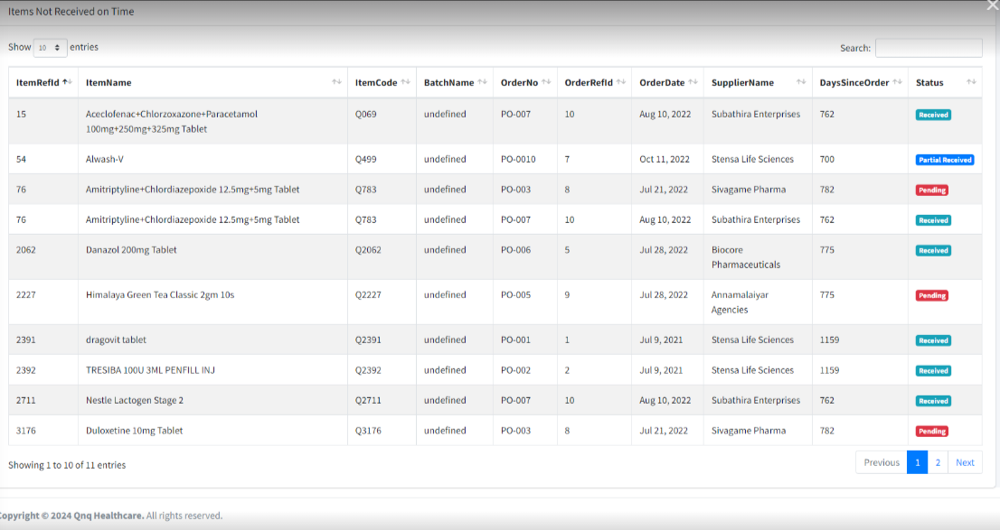 Items Not Received on Time
Show 10 entries
Search:
ItemRefId ItemName ItemCode BatchName OrderNo OrderRefId OrderDate SupplierName DaysSinceOrder Status
15 Aceclofenac+Chlorzoxazone+Paracetamol Q069 undefined PO-007 10 Aug 10, 2022 Subathira Enterprises 762 Received
100mg+250mg+325mg Tablet
54 Alwash-V Q499 undefined PO-0010 7 Oct 11, 2022 Stensa Life Sciences 700 Partial Received
76 Amitriptyline+Chlordiazepoxide 12.5mg+5mg Tablet Q783 undefined PO-003 8 Jul 21, 2022 Sivagame Pharma 782 Pending
76 Amitriptyline+Chlordiazepoxide 12.5mg+5mg Tablet Q783 undefined PO-007 10 Aug 10, 2022 Subathira Enterprises 762 Received
2062 Danazol 200mg Tablet Q2062 undefined PO-006 5 Jul 28, 2022 Biocore 775 Received
Pharmaceuticals
2227 Himalaya Green Tea Classic 2gm 10s Q2227 undefined PO-005 9 Jul 28, 2022 Annamalaiyar 775 Pending
Agencies
2391 dragovit tablet Q2391 undefined PO-001 1 Jul 9, 2021 Stensa Life Sciences 1159 Received
2392 TRESIBA 100U 3ML PENFILL INJ Q2392 undefined PO-002 2 Jul 9, 2021 Stensa Life Sciences 1159 Received
2711 Nestle Lactogen Stage 2 Q2711 undefined PO-007 10 Aug 10, 2022 Subathira Enterprises 762 Received
3176 Duloxetine 10mg Tablet Q3176 undefined PO-003 8 Jul 21, 2022 Sivagame Pharma 782 Pending
Showing 1 to 10 of 11 entries
Previous 1 2 Next
opyright © 2024 Qnq Healthcare. All rights reserved.